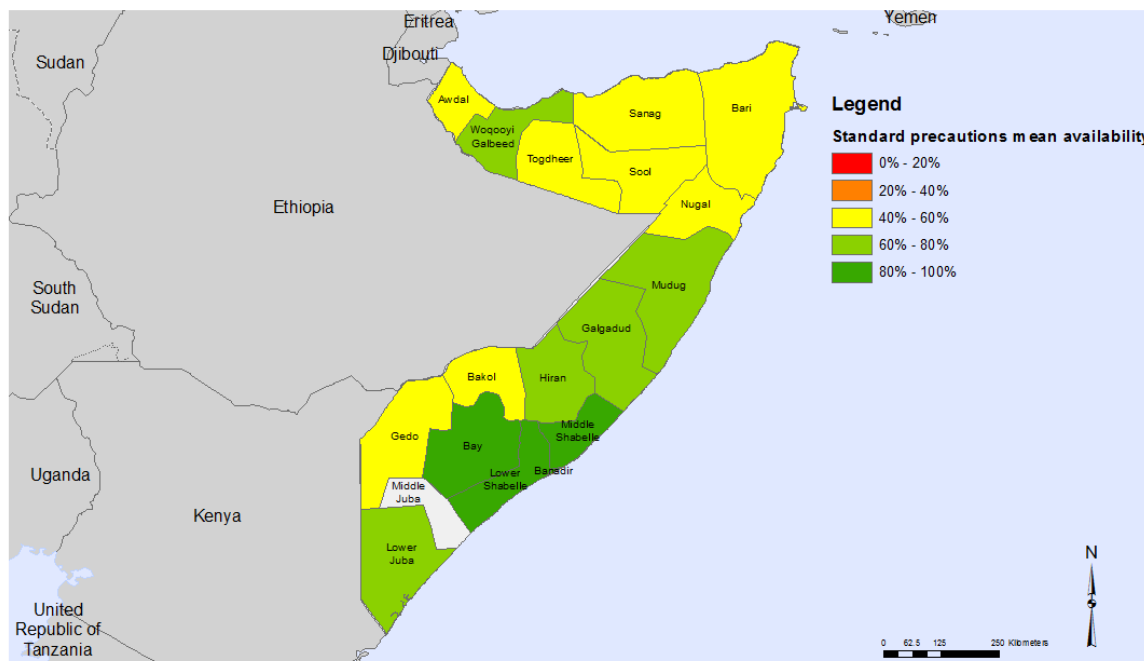 Eritrea
Yemen
Djibouti
Sudan
Awdal
Sanag
Bari
Woqooyi
Galbeed
Togdheer
Sool
Nugal
Ethiopia
South
Sudan
Mudug
Galgadud
Bakol
Hiran
Gedo
Bay
Middle
Shabelle
Lower
Shabelle
Banadir
Middle
Juba
Uganda
Kenya
Lower
Juba
United
Republic of
Tanzania
Legend
Standard precautions mean availability
0% - 20%
20% - 40%
40% - 60%
60% - 80%
80% - 100%
N
0 62.5 125 250 Kilometers